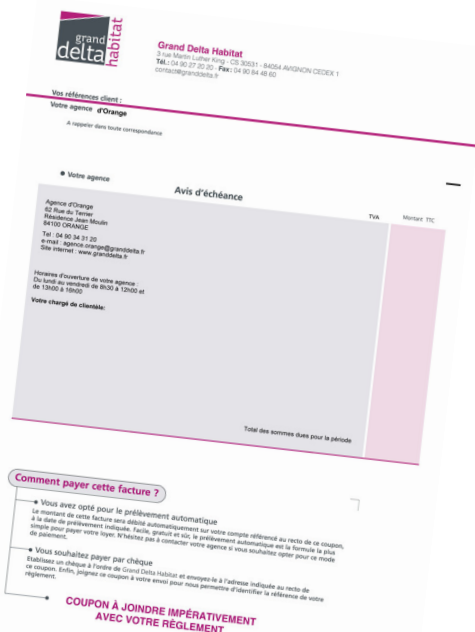 grand
delta
habitat
Grand Delta Habitat
3 rue Martin Luther King - CS 30531 - 84054 AVIGNON CEDEX 1
Tél.: 04 90 27 20 20 - Fax : 04 90 84 48 60
contact@granddelta.fr
Vos références client :
Votre agence d'Orange
A rappeler dans toute correspondance
Votre agence
Avis d'échéance
TVA Montant TTC
Agence d'Orange
62 Rue du Terrier
Résidence Jean Moulin
84100 ORANGE
Tel : 04 90 34 31 20
e-mail : agence.orange@granddelta.fr
Site internet : www.granddelta.fr
Horaires d'ouverture de votre agence :
Du lundi au vendredi de 8h30 à 12h00 et
de 13h00 à 16h00
Votre chargé de clientèle:
Total des sommes dues pour la période
Comment payer cette facture ?
Vous avez opté pour le prélèvement automatique
Le montant de cette facture sera débité automatiquement sur votre compte référencé au recto de ce coupon,
à la date de prélèvement indiquée. Facile, gratuit et sûr, le prélèvement automatique est la formule la plus
simple pour payer votre loyer. N'hésitez pas à contacter votre agence si vous souhaitez opter pour ce mode
de paiement.
Vous souhaitez payer par chèque
Etablissez un chèque à l'ordre de Grand Delta Habitat et envoyez-le à l'adresse indiquée au recto de
ce coupon. Enfin, joignez ce coupon à votre envoi pour nous permettre d'identifier la référence de votre
règlement.
COUPON À JOINDRE IMPÉRATIVEMENT
AVEC VOTRE RÈGLEMENT